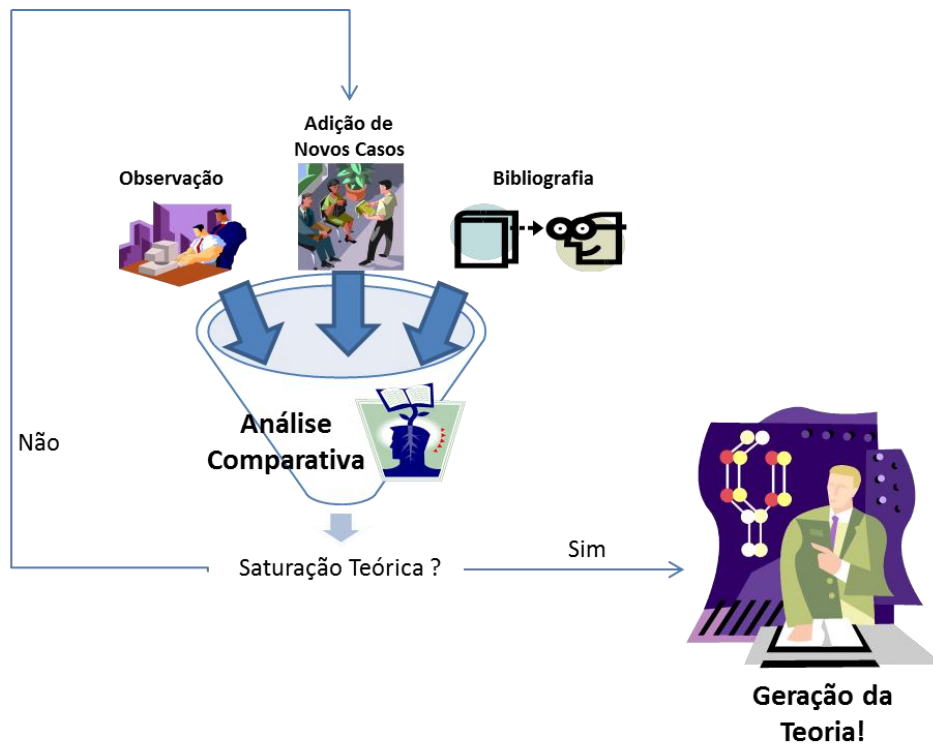 Adição de
Novos Casos
Observação
Bibliografia
Análise
Comparativa
Não
Saturação Teórica ?
Sim
Geração da
Teoria!